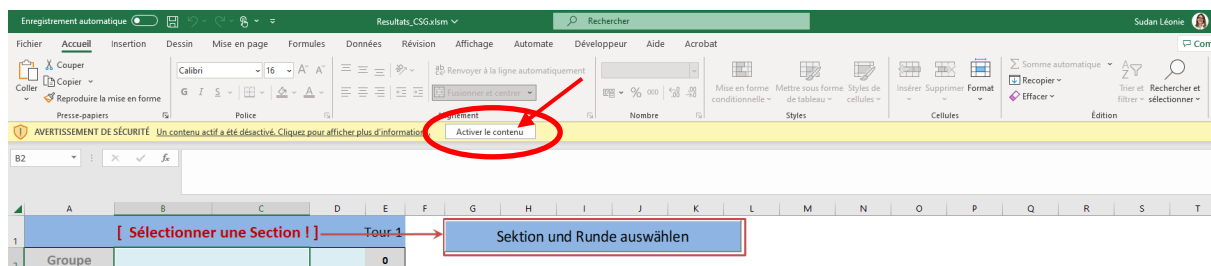 Enregistrement automatique Resultats_CSG.xlsm Rechercher Sudan Léonie
Fichier Accueil Insertion Dessin Mise en page Formules Données Révision Affichage Automate Développeur Aide Acrobat Com
Coller
Couper
Copier
Reproduire la mise en forme
Presse-papiers
Calibri 16 A A
G I S A
Police
Renvoyer à la ligne automatiquement
Fusionner et centrer
Alignement
% 000
Nombre
Mise en forme conditionnelle
Mettre sous forme de tableau
Styles de cellules
Styles
Insérer Supprimer Format
Cellules
Somme automatique
Recopier
Effacer
Trier et filtrer
Rechercher et sélectionner
Édition
AVERTISSEMENT DE SÉCURITÉ Un contenu actif a été désactivé. Cliquez pour afficher plus d'informations. Activer le contenu
B2 fx
A B C D E F G H I J K L M N O P Q R S T
1 [ Sélectionner une Section ! ] Tour 1 Sektion und Runde auswählen
2 Groupe 0